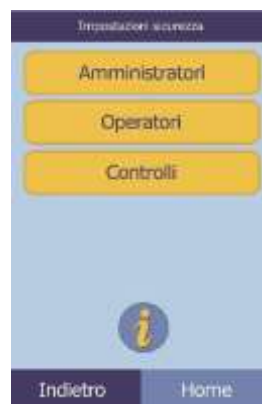 Impostazioni sicurezza
Amministratori
Operatori
Controlli
i
Indietro Home